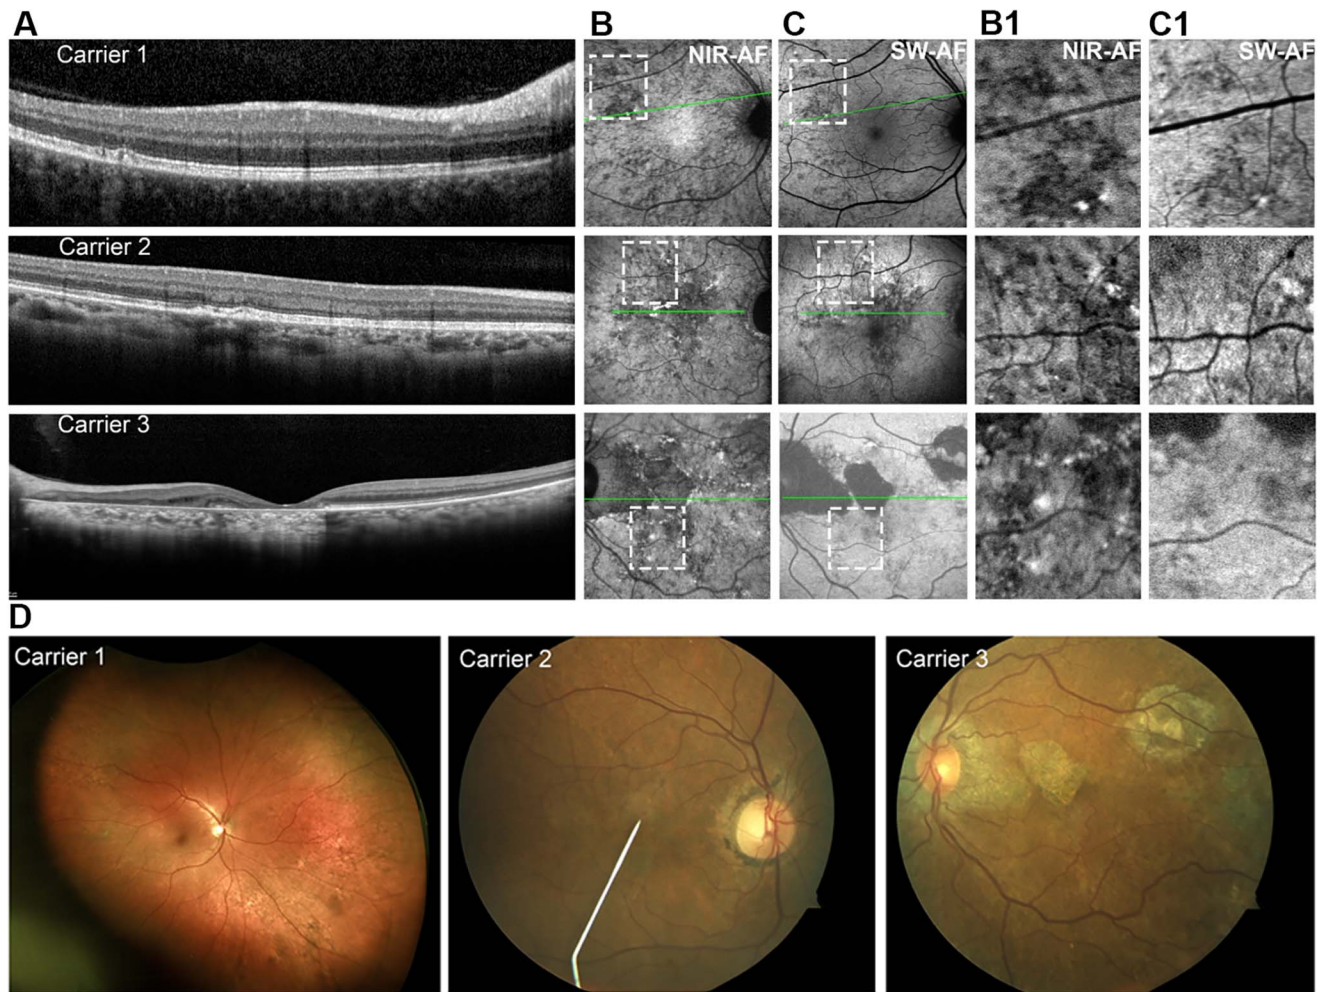 A B C B1 C1
Carrier 1 NIR-AF SW-AF NIR-AF SW-AF
Carrier 2
Carrier 3
D
Carrier 1 Carrier 2 Carrier 3